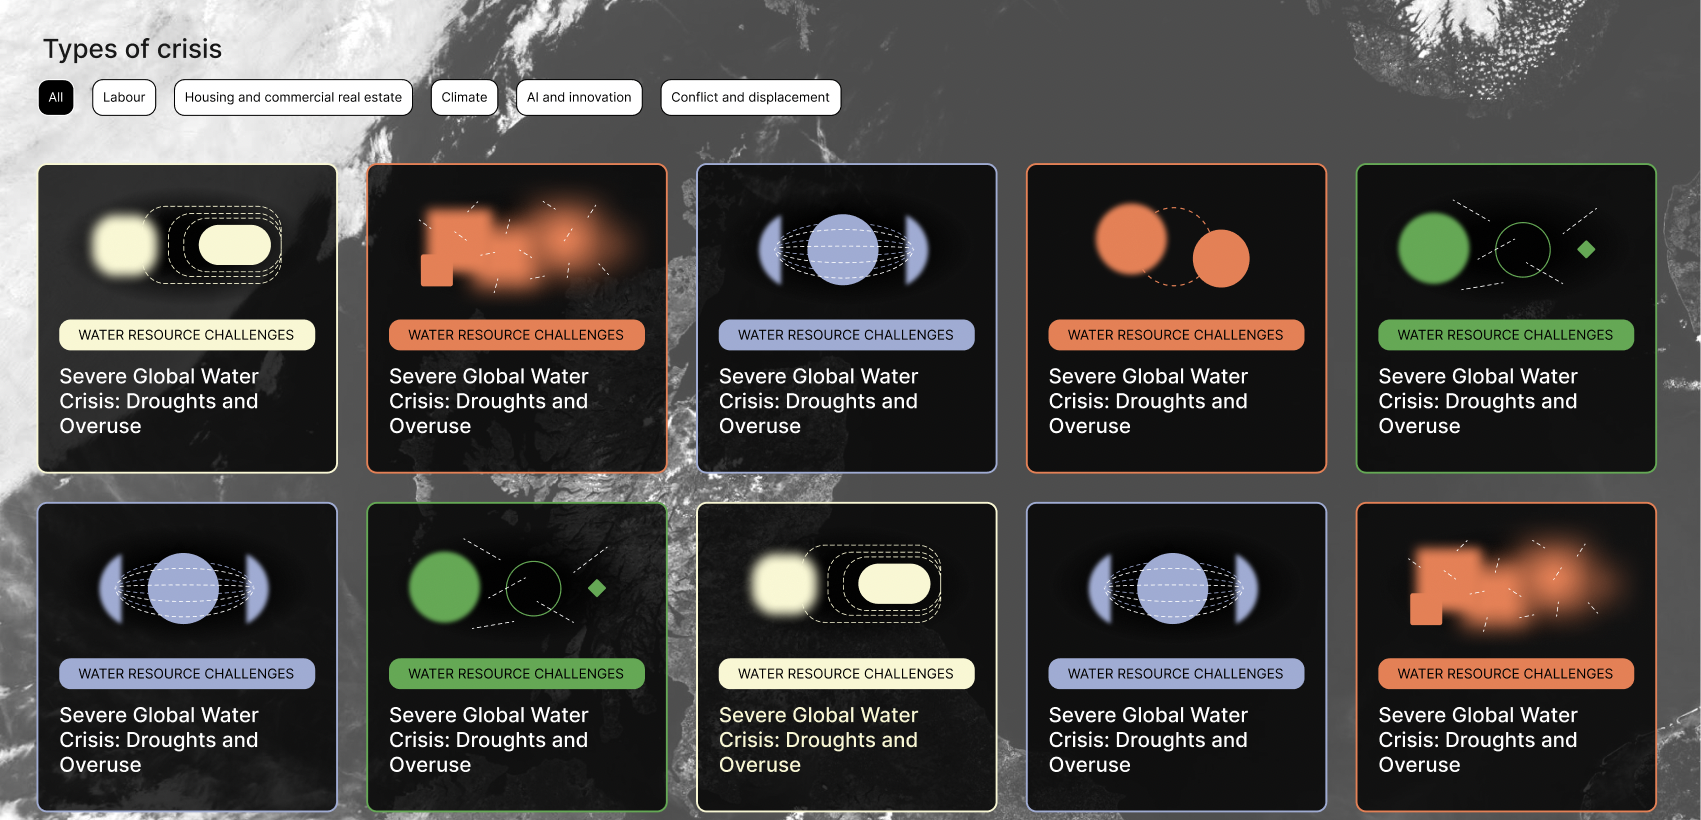 Types of crisis
All
Labour
Housing and commercial real estate
Climate
AI and innovation
Conflict and displacement
WATER RESOURCE CHALLENGES
Severe Global Water
Crisis: Droughts and
Overuse
WATER RESOURCE CHALLENGES
Severe Global Water
Crisis: Droughts and
Overuse
WATER RESOURCE CHALLENGES
Severe Global Water
Crisis: Droughts and
Overuse
WATER RESOURCE CHALLENGES
Severe Global Water
Crisis: Droughts and
Overuse
WATER RESOURCE CHALLENGES
Severe Global Water
Crisis: Droughts and
Overuse
WATER RESOURCE CHALLENGES
Severe Global Water
Crisis: Droughts and
Overuse
WATER RESOURCE CHALLENGES
Severe Global Water
Crisis: Droughts and
Overuse
WATER RESOURCE CHALLENGES
Severe Global Water
Crisis: Droughts and
Overuse
WATER RESOURCE CHALLENGES
Severe Global Water
Crisis: Droughts and
Overuse
WATER RESOURCE CHALLENGES
Severe Global Water
Crisis: Droughts and
Overuse